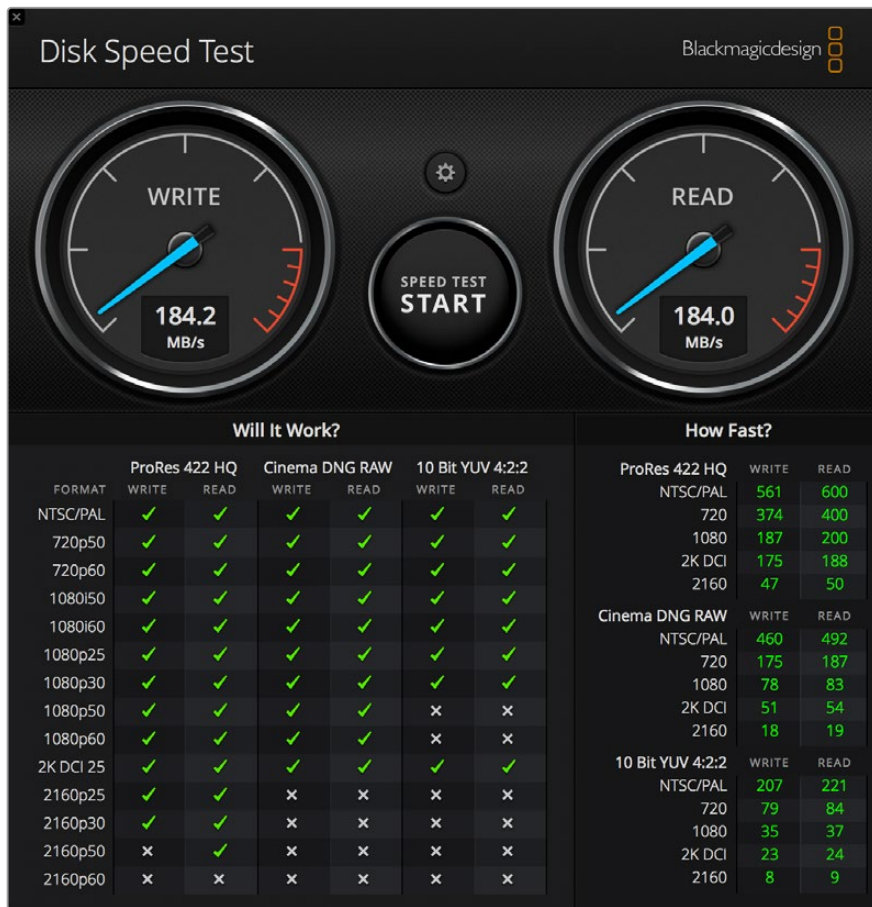 Disk Speed Test
Blackmagicdesign
WRITE
184.2
MB/s
SPEED TEST
START
READ
184.0
MB/s
Will It Work?
ProRes 422 HQ Cinema DNG RAW 10 Bit YUV 4:2:2
FORMAT WRITE READ WRITE READ WRITE READ
NTSC/PAL ✓ ✓ ✓ ✓ ✓ ✓
720p50 ✓ ✓ ✓ ✓ ✓ ✓
720p60 ✓ ✓ ✓ ✓ ✓ ✓
1080i50 ✓ ✓ ✓ ✓ ✓ ✓
1080i60 ✓ ✓ ✓ ✓ ✓ ✓
1080p25 ✓ ✓ ✓ ✓ ✓ ✓
1080p30 ✓ ✓ ✓ ✓ ✓ ✓
1080p50 ✓ ✓ ✓ ✓ × ×
1080p60 ✓ ✓ ✓ ✓ × ×
2K DCI 25 ✓ ✓ ✓ ✓ ✓ ✓
2160p25 ✓ ✓ × × × ×
2160p30 ✓ ✓ × × × ×
2160p50 × ✓ × × × ×
2160p60 × × × × × ×
How Fast?
ProRes 422 HQ WRITE READ
NTSC/PAL 561 600
720 374 400
1080 187 200
2K DCI 175 188
2160 47 50
Cinema DNG RAW WRITE READ
NTSC/PAL 460 492
720 175 187
1080 78 83
2K DCI 51 54
2160 18 19
10 Bit YUV 4:2:2 WRITE READ
NTSC/PAL 207 221
720 79 84
1080 35 37
2K DCI 23 24
2160 8 9